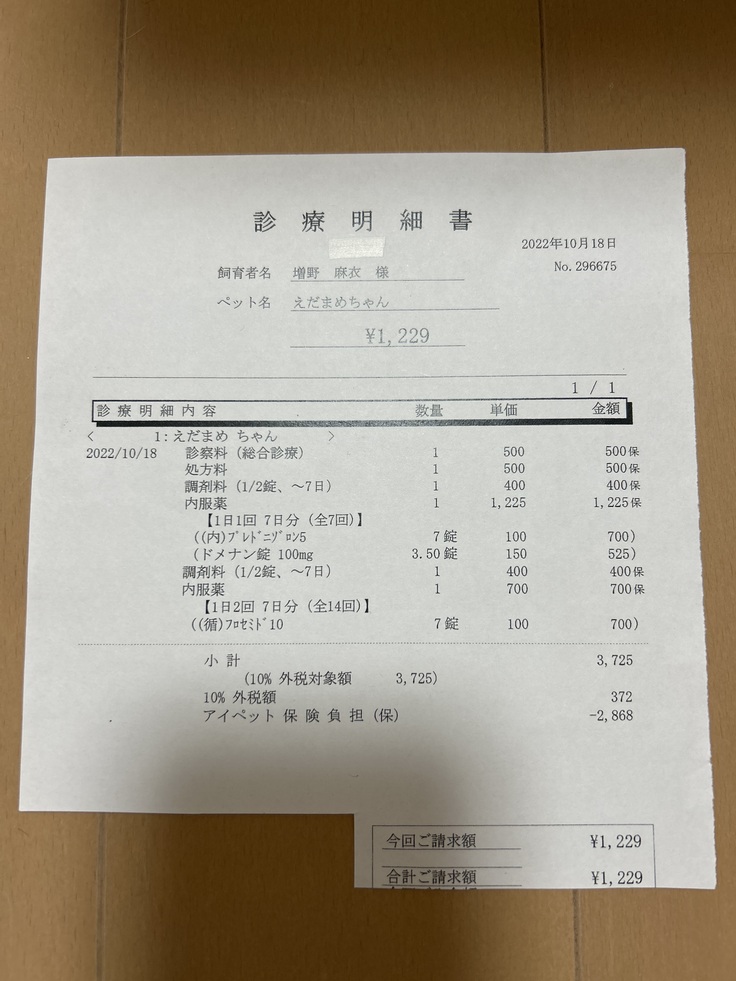 診療明細書
2022年10月18日
No.296675
飼育者名 増野 麻衣 様
ペット名 えだまめちゃん
¥1,229
1 / 1
診療明細内容 数量 単価 金額
< 1:えだまめ ちゃん >
2022/10/18 診察料（総合診療） 1 500 500保
処方料 1 500 500保
調剤料（1/2錠、～7日） 1 400 400保
内服薬 1 1,225 1,225保
【1日1回 7日分（全7回）】
((内)ﾌﾟﾚﾄﾞﾆｿﾞﾛﾝ5 7錠 100 700)
(ドメナン錠 100mg 3.50錠 150 525)
調剤料（1/2錠、～7日） 1 400 400保
内服薬 1 700 700保
【1日2回 7日分（全14回）】
((循)ﾌﾛｾﾐﾄﾞ10 7錠 100 700)
小 計 3,725
(10% 外税対象額 3,725)
10% 外税額 372
アイペット 保 険 負 担（保） -2,868
今回ご請求額 ¥1,229
合計ご請求額 ¥1,229